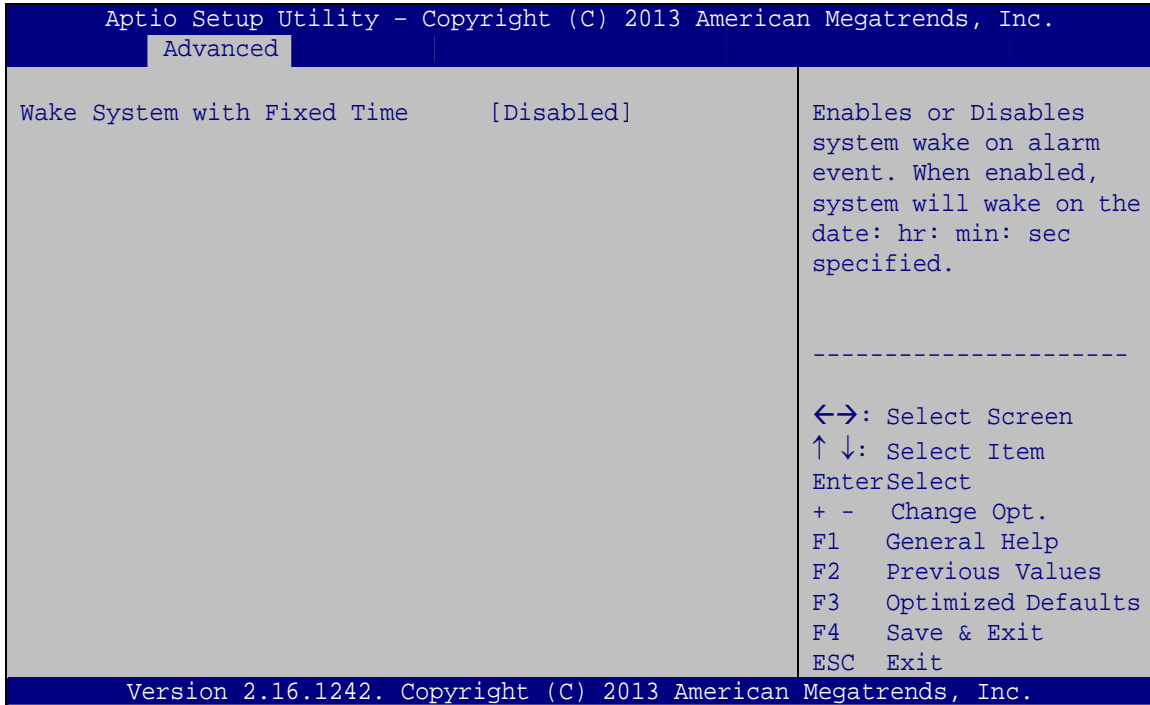 Aptio Setup Utility – Copyright (C) 2013 American Megatrends, Inc.
Advanced
Wake System with Fixed Time [Disabled]
Enables or Disables
system wake on alarm
event. When enabled,
system will wake on the
date: hr: min: sec
specified.
-----------------------
←→: Select Screen
↑ ↓: Select Item
EnterSelect
+ - Change Opt.
F1 General Help
F2 Previous Values
F3 Optimized Defaults
F4 Save & Exit
ESC Exit
Version 2.16.1242. Copyright (C) 2013 American Megatrends, Inc.